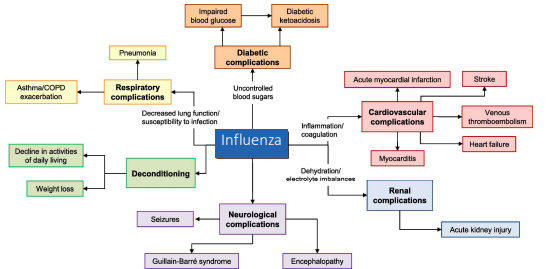 Impaired
blood glucose
Diabetic
ketoacidosis
Diabetic
complications
Pneumonia
Asthma/COPD
exacerbation
Respiratory
complications
Uncontrolled
blood sugars
Decreased lung function/
susceptibility to infection
Influenza
Inflammation/
coagulation
Acute myocardial infarction
Stroke
Cardiovascular
complications
Venous
thromboembolism
Heart failure
Myocarditis
Decline in activities
of daily living
Weight loss
Deconditioning
Dehydration/
electrolyte imbalances
Renal
complications
Acute kidney injury
Seizures
Neurological
complications
Guillain-Barré syndrome
Encephalopathy